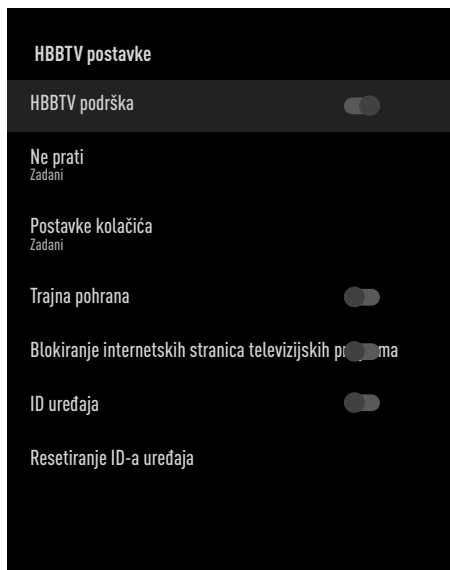 HBBTV postavke
HBBTV podrška
Ne prati
Zadani
Postavke kolačića
Zadani
Trajna pohrana
Blokiranje internetskih stranica televizijskih
ID uređaja
Resetiranje ID-a uređaja